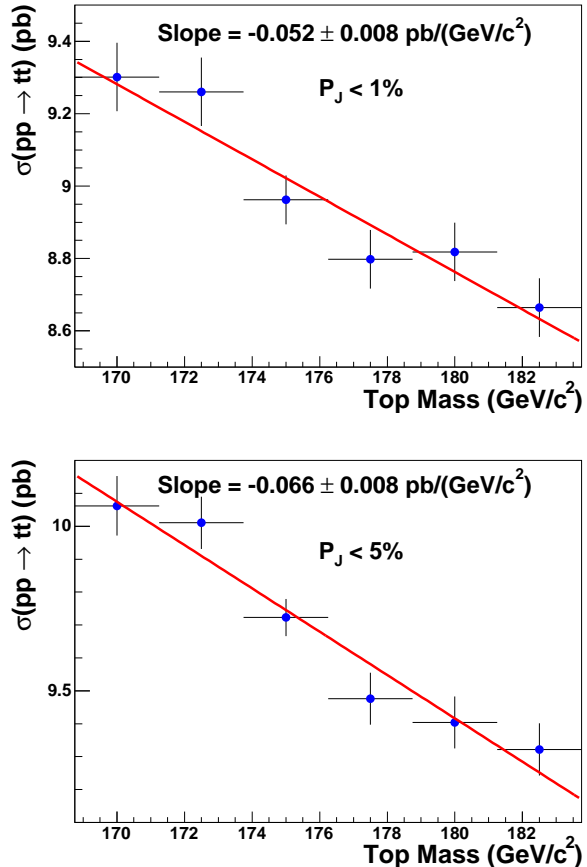 Slope = -0.052 ± 0.008 pb/(GeV/c²)
P_J < 1%
σ(pp → tt) (pb)
9.4
9.2
9
8.8
8.6
170 172 174 176 178 180 182
Top Mass (GeV/c²)
Slope = -0.066 ± 0.008 pb/(GeV/c²)
P_J < 5%
σ(pp → tt) (pb)
10
9.5
170 172 174 176 178 180 182
Top Mass (GeV/c²)